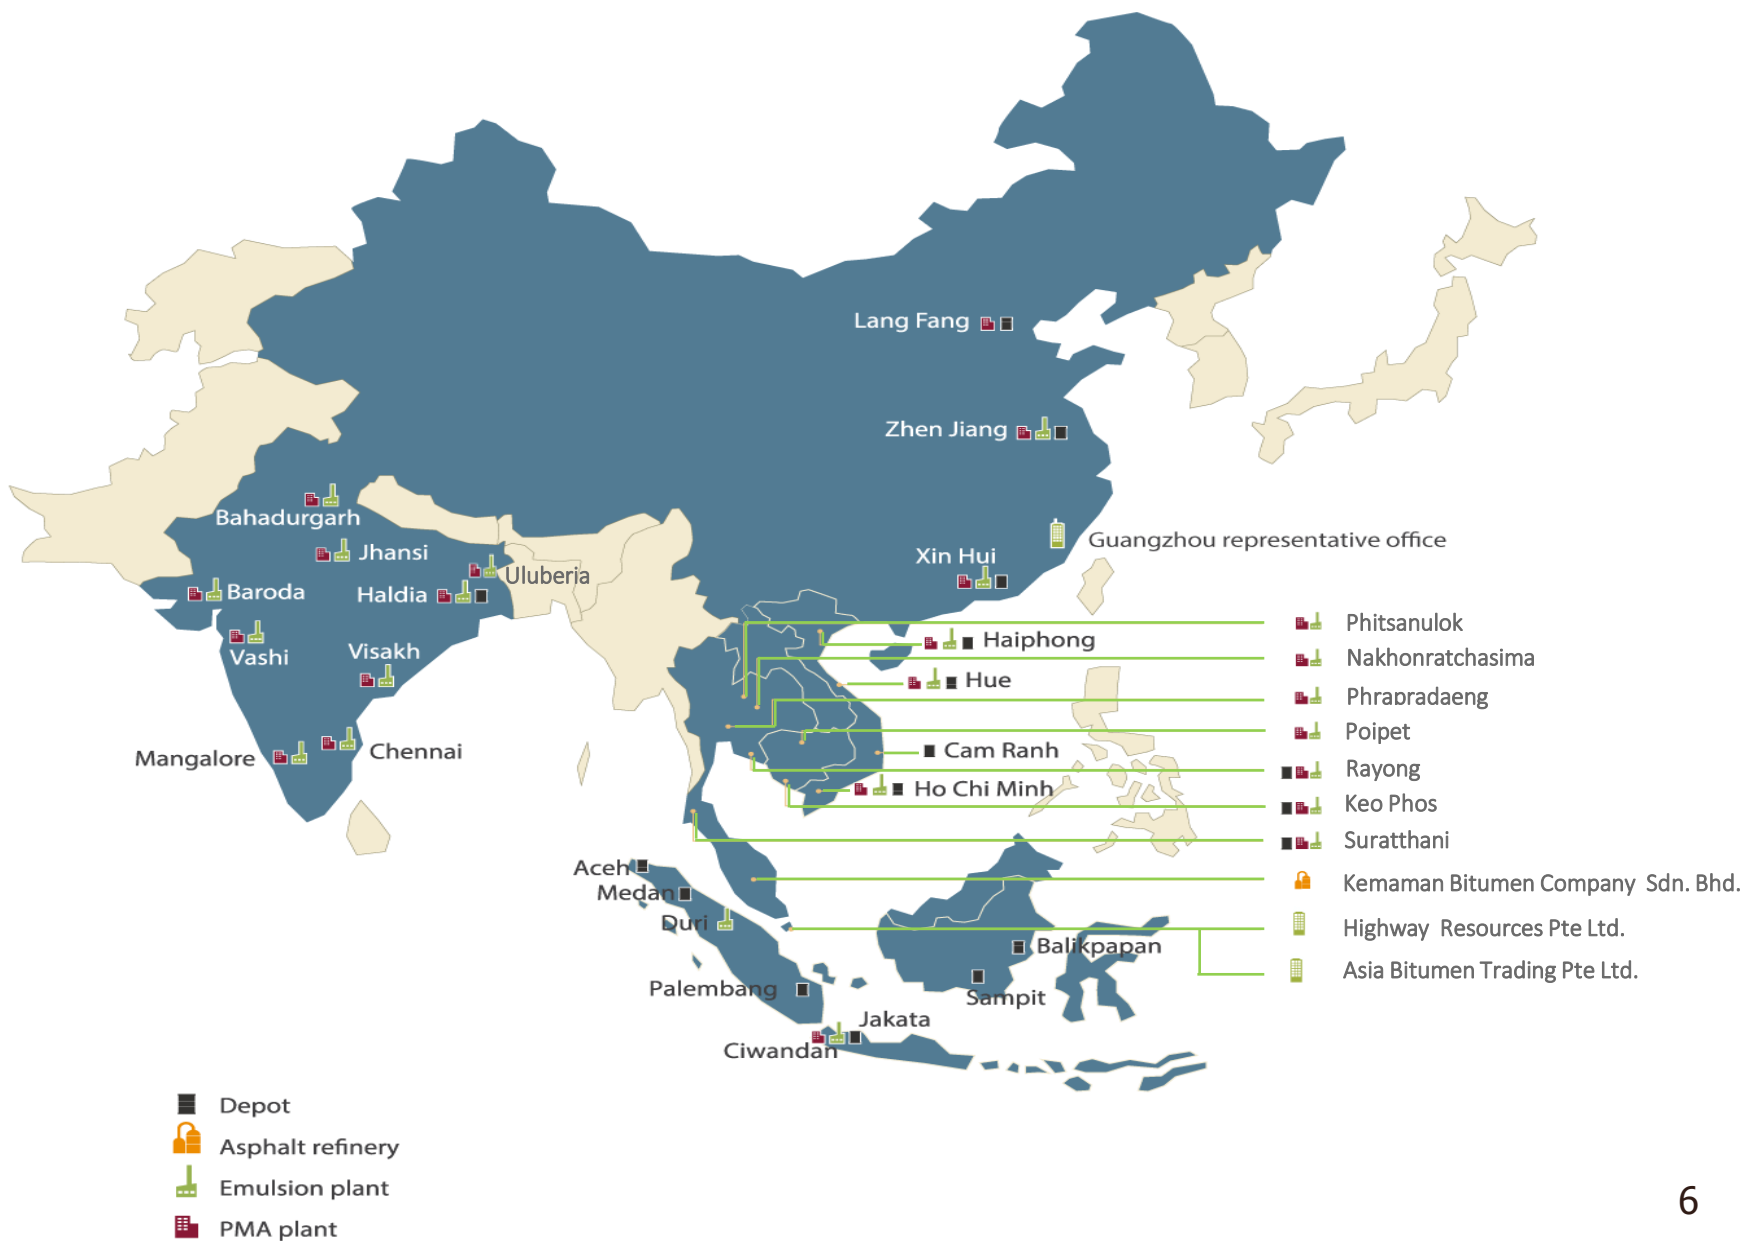 Lang Fang
Zhen Jiang
Bahadurgarh
Guangzhou representative office
Jhansi
Xin Hui
Uluberia
Baroda
Haldia
Phitsanulok
Haiphong
Vashi
Visakh
Nakhonratchasima
Hue
Phrapradaeng
Poipet
Mangalore
Chennai
Cam Ranh
Rayong
Ho Chi Minh
Keo Phos
Suratthani
Aceh
Medan
Kemaman Bitumen Company Sdn. Bhd.
Duri
Highway Resources Pte Ltd.
Balikpapan
Asia Bitumen Trading Pte Ltd.
Palembang
Sampit
Jakata
Ciwandan
Depot
Asphalt refinery
Emulsion plant
PMA plant
6